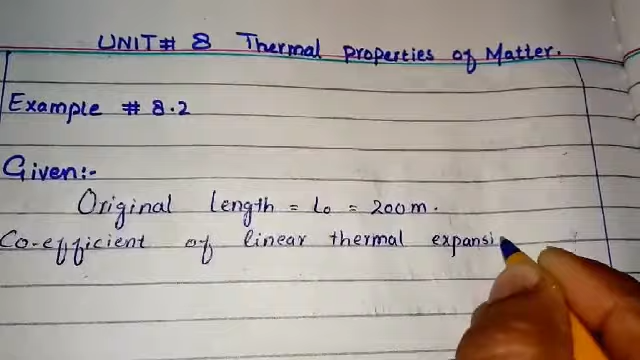 UNIT# 8 Thermal Properties of Matter.
Example # 8.2
Given:-
Original Length = L₀ = 200m.
Co-efficient of linear thermal expansi